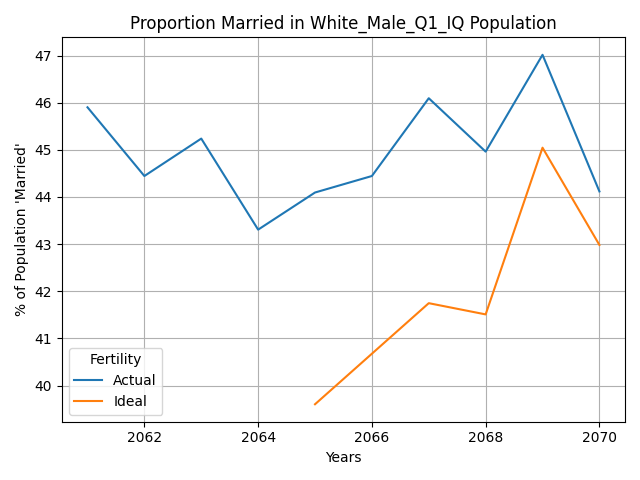 Proportion Married in White_Male_Q1_IQ Population
% of Population 'Married'
47
46
45
44
43
42
41
40
Fertility
Actual
Ideal
2062 2064 2066 2068 2070
Years